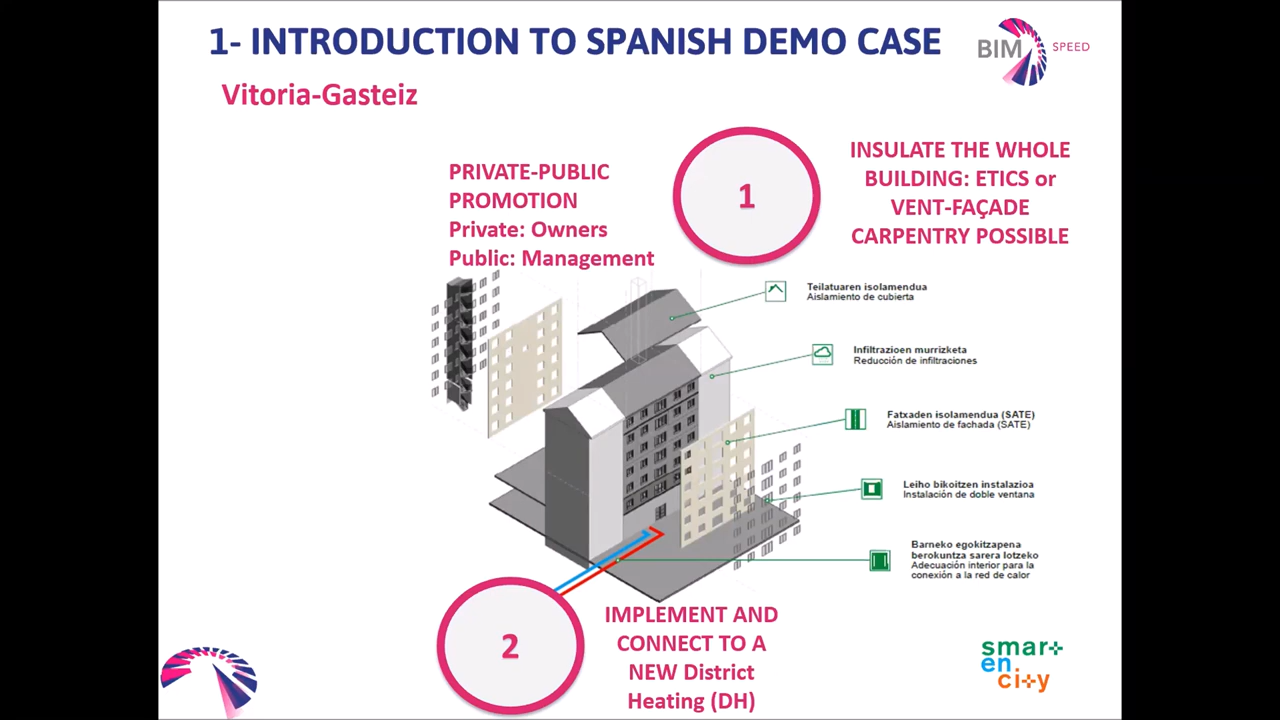 1- INTRODUCTION TO SPANISH DEMO CASE
BIM SPEED
Vitoria-Gasteiz
PRIVATE-PUBLIC
PROMOTION
Private: Owners
Public: Management
1
INSULATE THE WHOLE
BUILDING: ETICS or
VENT-FAÇADE
CARPENTRY POSSIBLE
Teilatuaren isolamendua
Aislamiento de cubierta
Infiltrazioen murrizketa
Reducción de infiltraciones
Fatxaden isolamendua (SATE)
Aislamiento de fachada (SATE)
Leiho bikoitzen instalazioa
Instalación de doble ventana
Barneko egokitzapena
berokuntza sarera lotzeko
Adecuación interior para la
conexión a la red de calor
2
IMPLEMENT AND
CONNECT TO A
NEW District
Heating (DH)
smar+
en
ci+y